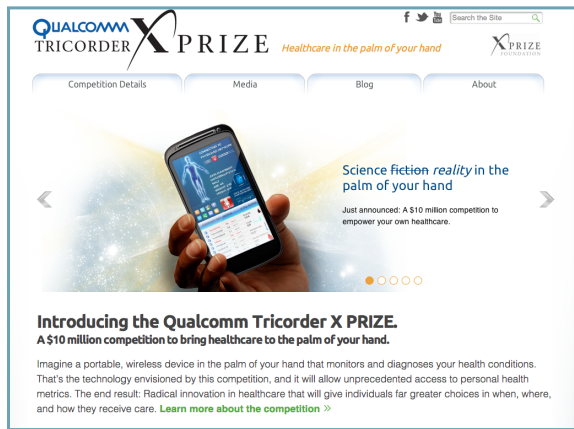 QUALCOMM
TRICORDER X PRIZE
Healthcare in the palm of your hand
Search the Site
X PRIZE
FOUNDATION
Competition Details
Media
Blog
About
Science fiction reality in the
palm of your hand
Just announced: A $10 million competition to
empower your own healthcare.
Introducing the Qualcomm Tricorder X PRIZE.
A $10 million competition to bring healthcare to the palm of your hand.
Imagine a portable, wireless device in the palm of your hand that monitors and diagnoses your health conditions.
That's the technology envisioned by this competition, and it will allow unprecedented access to personal health
metrics. The end result: Radical innovation in healthcare that will give individuals far greater choices in when, where,
and how they receive care. Learn more about the competition »